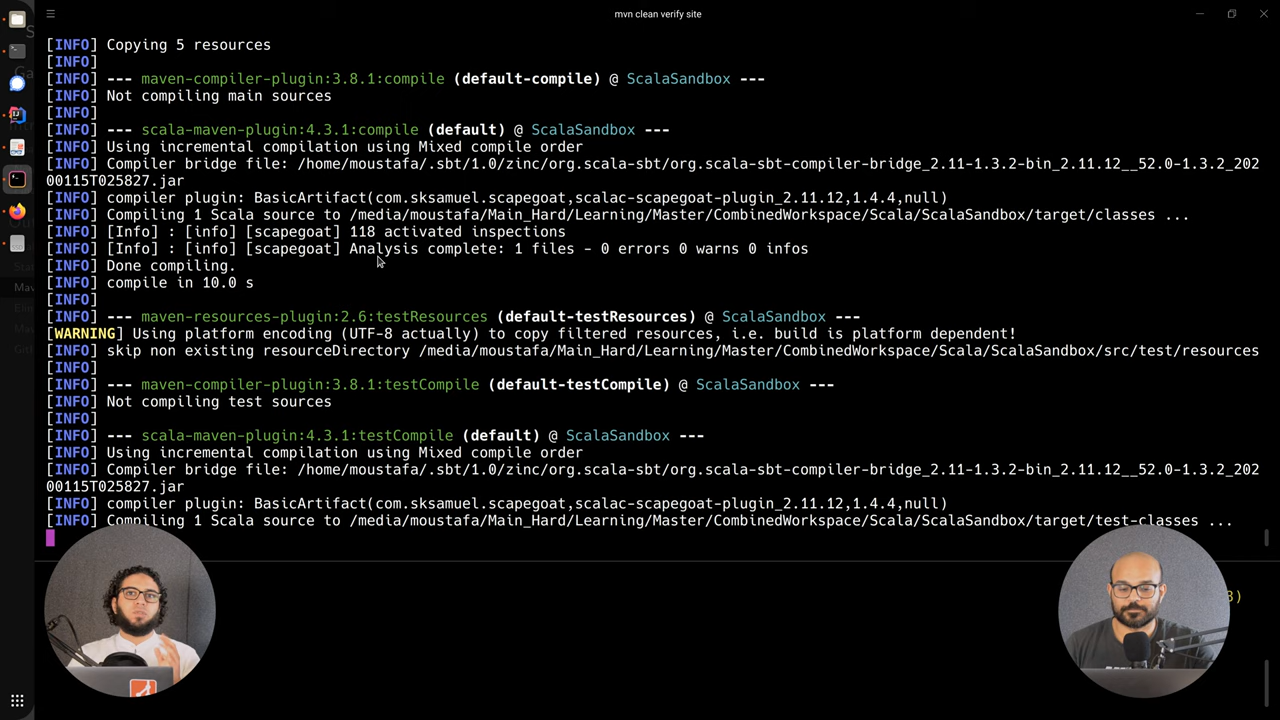 mvn clean verify site
[INFO] Copying 5 resources
[INFO]
[INFO] --- maven-compiler-plugin:3.8.1:compile (default-compile) @ ScalaSandbox ---
[INFO] Not compiling main sources
[INFO]
[INFO] --- scala-maven-plugin:4.3.1:compile (default) @ ScalaSandbox ---
[INFO] Using incremental compilation using Mixed compile order
[INFO] Compiler bridge file: /home/moustafa/.sbt/1.0/zinc/org.scala-sbt/org.scala-sbt-compiler-bridge_2.11-1.3.2-bin_2.11.12__52.0-1.3.2_202
00115T025827.jar
[INFO] compiler plugin: BasicArtifact(com.sksamuel.scapegoat,scalac-scapegoat-plugin_2.11.12,1.4.4,null)
[INFO] Compiling 1 Scala source to /media/moustafa/Main_Hard/Learning/Master/CombinedWorkspace/Scala/ScalaSandbox/target/classes ...
[INFO] [Info] : [info] [scapegoat] 118 activated inspections
[INFO] [Info] : [info] [scapegoat] Analysis complete: 1 files - 0 errors 0 warns 0 infos
[INFO] Done compiling.
[INFO] compile in 10.0 s
[INFO]
[INFO] --- maven-resources-plugin:2.6:testResources (default-testResources) @ ScalaSandbox ---
[WARNING] Using platform encoding (UTF-8 actually) to copy filtered resources, i.e. build is platform dependent!
[INFO] skip non existing resourceDirectory /media/moustafa/Main_Hard/Learning/Master/CombinedWorkspace/Scala/ScalaSandbox/src/test/resources
[INFO]
[INFO] --- maven-compiler-plugin:3.8.1:testCompile (default-testCompile) @ ScalaSandbox ---
[INFO] Not compiling test sources
[INFO]
[INFO] --- scala-maven-plugin:4.3.1:testCompile (default) @ ScalaSandbox ---
[INFO] Using incremental compilation using Mixed compile order
[INFO] Compiler bridge file: /home/moustafa/.sbt/1.0/zinc/org.scala-sbt/org.scala-sbt-compiler-bridge_2.11-1.3.2-bin_2.11.12__52.0-1.3.2_202
00115T025827.jar
[INFO] compiler plugin: BasicArtifact(com.sksamuel.scapegoat,scalac-scapegoat-plugin_2.11.12,1.4.4,null)
[INFO] Compiling 1 Scala source to /media/moustafa/Main_Hard/Learning/Master/CombinedWorkspace/Scala/ScalaSandbox/target/test-classes ...